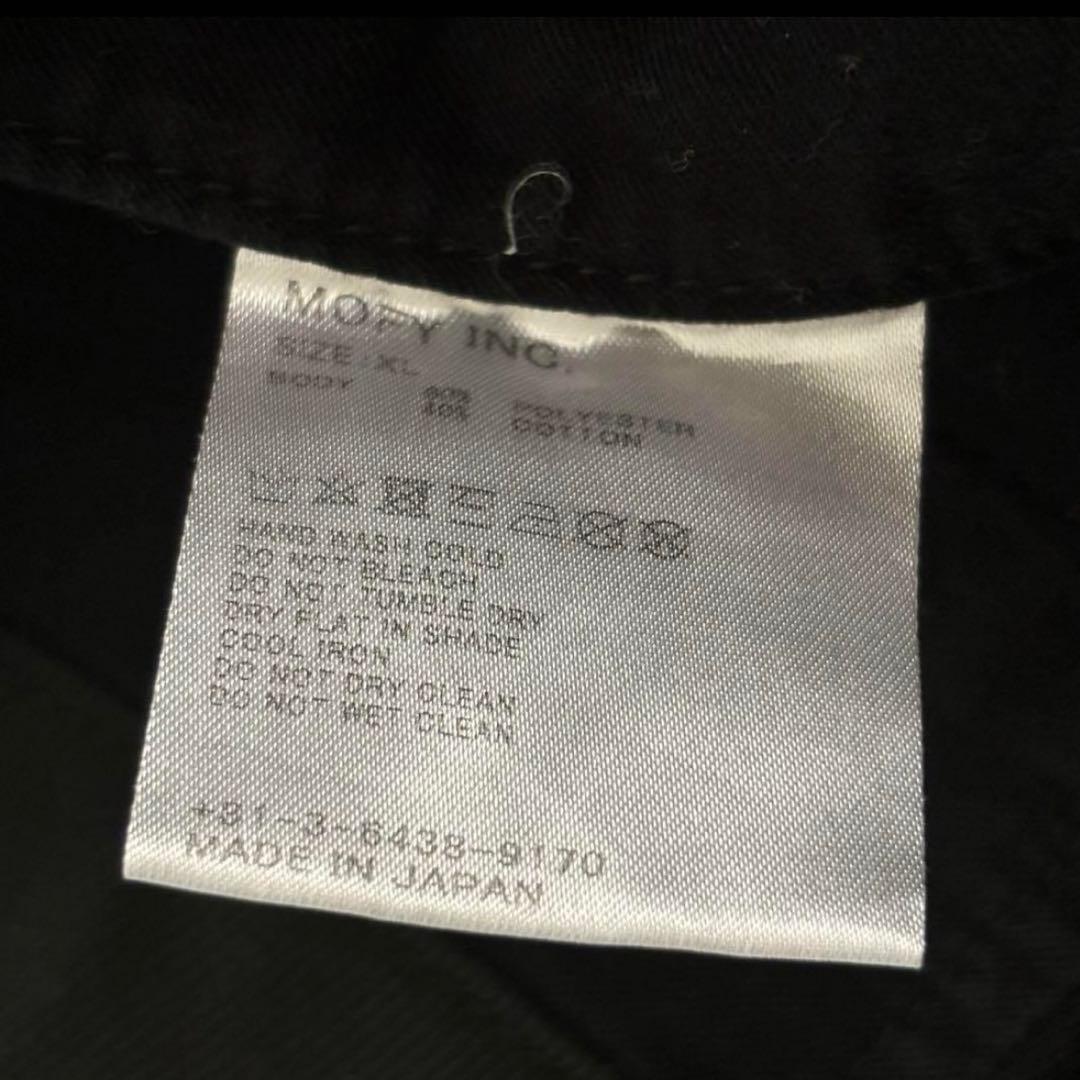 MOFY INC.
SIZE : XL
BODY 60% POLYESTER
40% COTTON
HAND WASH COLD
DO NOT BLEACH
DO NOT TUMBLE DRY
DRY FLAT IN SHADE
COOL IRON
DO NOT DRY CLEAN
DO NOT WET CLEAN
+81-3-6438-9170
MADE IN JAPAN